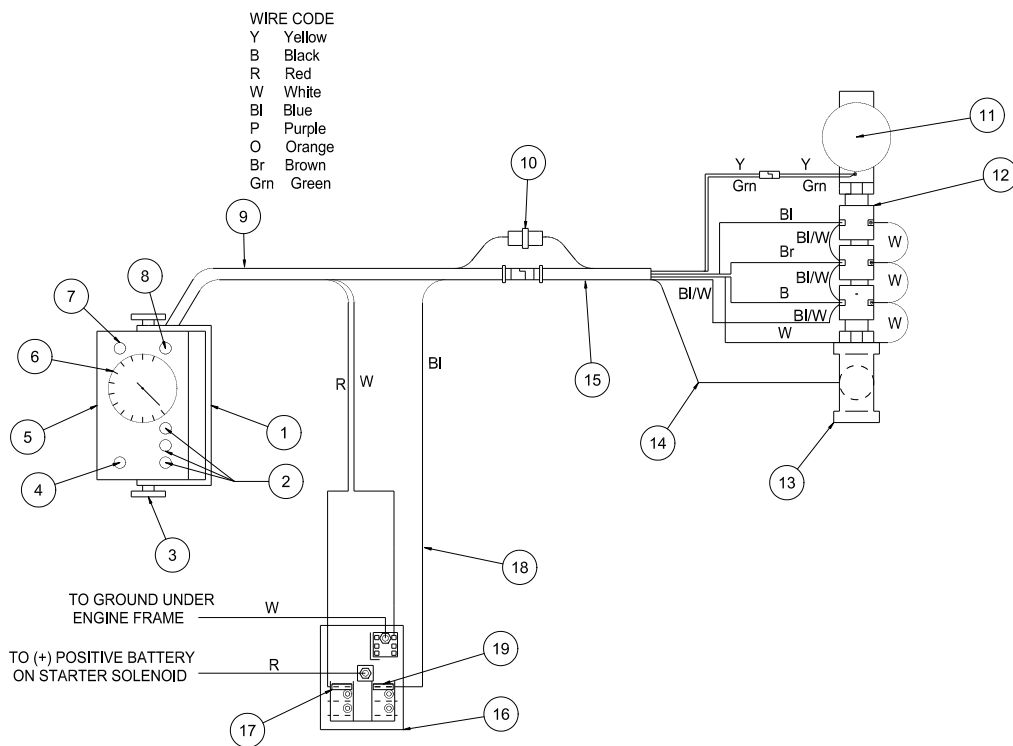 WIRE CODE
Y Yellow
B Black
R Red
W White
Bl Blue
P Purple
O Orange
Br Brown
Grn Green
11
10
Y Y
Grn Grn
12
9
Bl
W
Bl/W
Br
7
8
Bl/W
W
Bl/W
B
Bl/W
W
W
6
R
W
Bl
15
5
1
14
4
2
13
3
18
TO GROUND UNDER
ENGINE FRAME
W
19
TO (+) POSITIVE BATTERY
ON STARTER SOLENOID
R
17
16